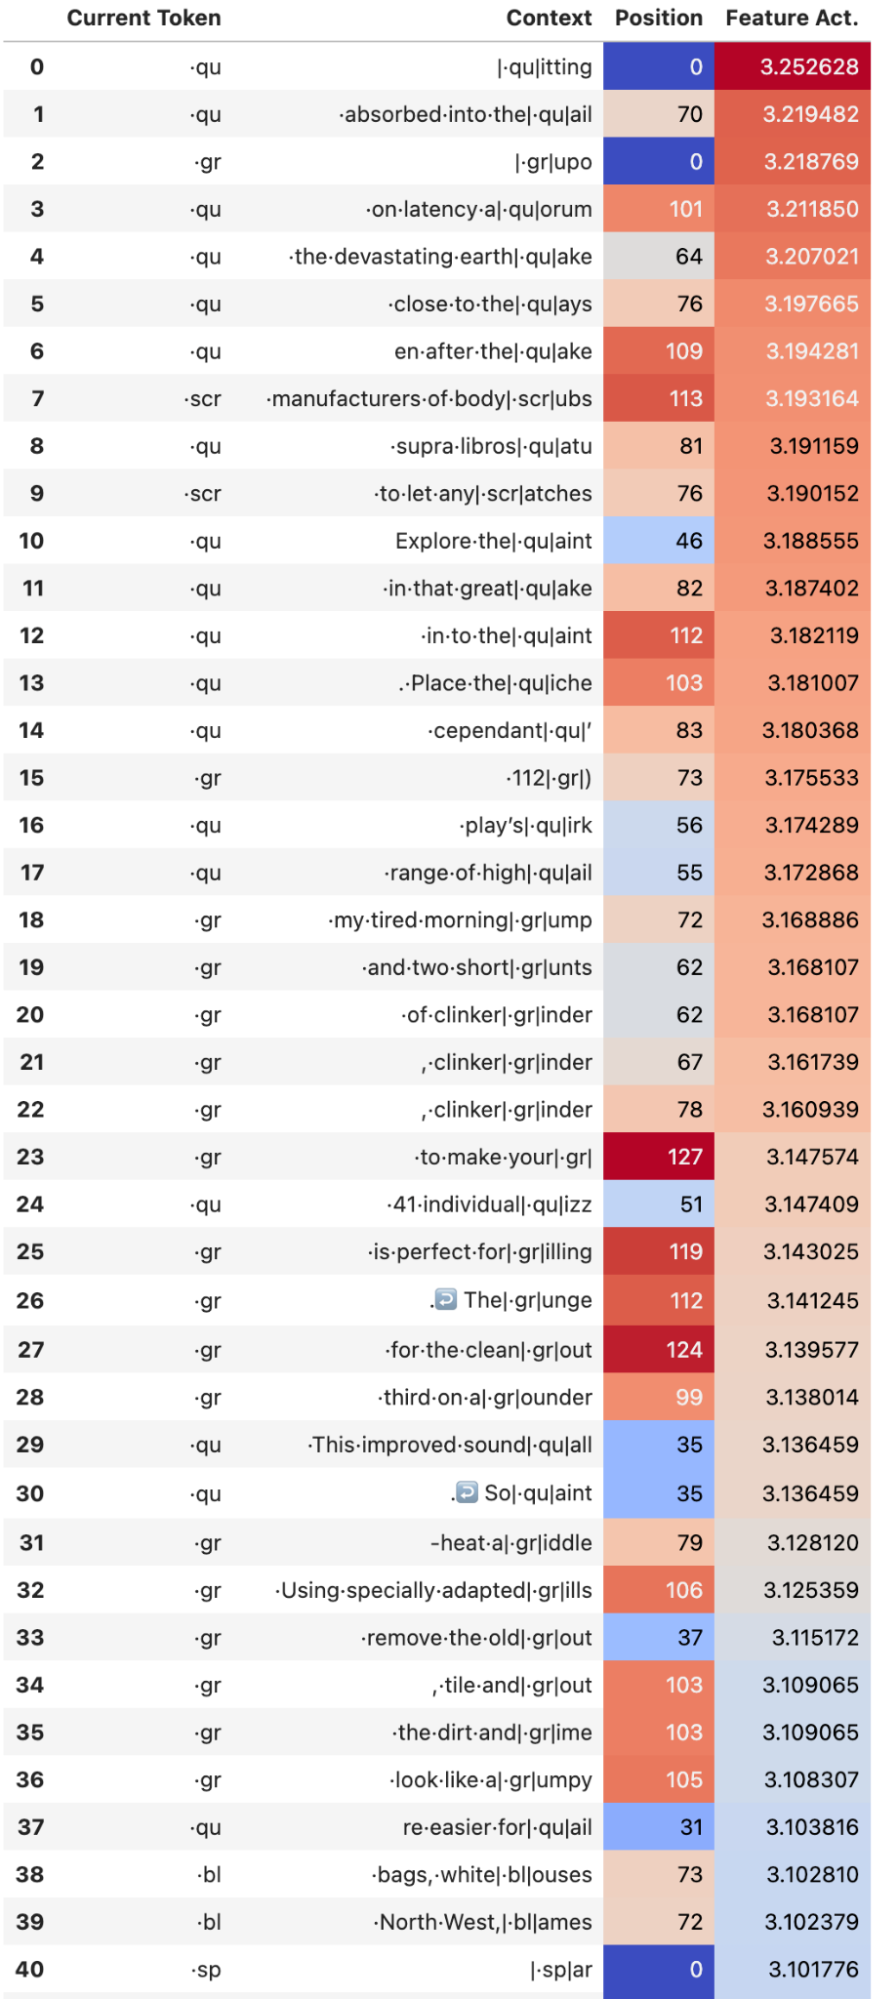 Current Token Context Position Feature Act.
0 ·qu |·qu|itting 0 3.252628
1 ·qu ·absorbed·into·the|·qu|ail 70 3.219482
2 ·gr |·gr|upo 0 3.218769
3 ·qu ·on·latency·a|·qu|orum 101 3.211850
4 ·qu ·the·devastating·earth|·qu|ake 64 3.207021
5 ·qu ·close·to·the|·qu|ays 76 3.197665
6 ·qu en·after·the|·qu|ake 109 3.194281
7 ·scr ·manufacturers·of·body|·scr|ubs 113 3.193164
8 ·qu ·supra·libros|·qu|atu 81 3.191159
9 ·scr ·to·let·any|·scr|atches 76 3.190152
10 ·qu Explore·the|·qu|aint 46 3.188555
11 ·qu ·in·that·great|·qu|ake 82 3.187402
12 ·qu ·in·to·the|·qu|aint 112 3.182119
13 ·qu .·Place·the|·qu|iche 103 3.181007
14 ·qu ·cependant|·qu|’ 83 3.180368
15 ·gr ·112|·gr|) 73 3.175533
16 ·qu ·play’s|·qu|irk 56 3.174289
17 ·qu ·range·of·high|·qu|ail 55 3.172868
18 ·gr ·my·tired·morning|·gr|ump 72 3.168886
19 ·gr ·and·two·short|·gr|unts 62 3.168107
20 ·gr ·of·clinker|·gr|inder 62 3.168107
21 ·gr ,·clinker|·gr|inder 67 3.161739
22 ·gr ,·clinker|·gr|inder 78 3.160939
23 ·gr ·to·make·your|·gr| 127 3.147574
24 ·qu ·41·individual|·qu|izz 51 3.147409
25 ·gr ·is·perfect·for|·gr|illing 119 3.143025
26 ·gr .↩️ The|·gr|unge 112 3.141245
27 ·gr ·for·the·clean|·gr|out 124 3.139577
28 ·gr ·third·on·a|·gr|ounder 99 3.138014
29 ·qu ·This·improved·sound|·qu|all 35 3.136459
30 ·qu .↩️ So|·qu|aint 35 3.136459
31 ·gr -heat·a|·gr|iddle 79 3.128120
32 ·gr ·Using·specially·adapted|·gr|ills 106 3.125359
33 ·gr ·remove·the·old|·gr|out 37 3.115172
34 ·gr ,·tile·and|·gr|out 103 3.109065
35 ·gr ·the·dirt·and|·gr|ime 103 3.109065
36 ·gr ·look·like·a|·gr|umpy 105 3.108307
37 ·qu re·easier·for|·qu|ail 31 3.103816
38 ·bl ·bags,·white|·bl|ouses 73 3.102810
39 ·bl ·North·West,|·bl|ames 72 3.102379
40 ·sp |·sp|ar 0 3.101776